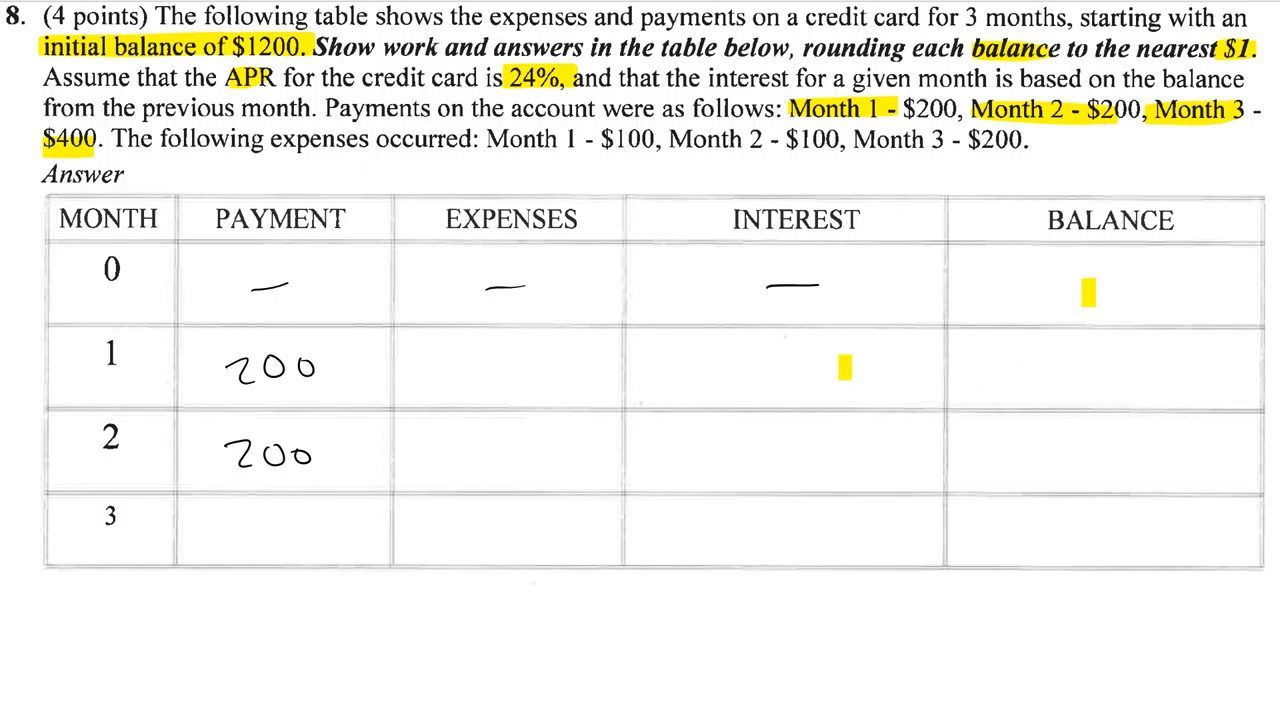 8. (4 points) The following table shows the expenses and payments on a credit card for 3 months, starting with an
initial balance of $1200. Show work and answers in the table below, rounding each balance to the nearest $1.
Assume that the APR for the credit card is 24%, and that the interest for a given month is based on the balance
from the previous month. Payments on the account were as follows: Month 1 - $200, Month 2 - $200, Month 3 -
$400. The following expenses occurred: Month 1 - $100, Month 2 - $100, Month 3 - $200.
Answer
MONTH PAYMENT EXPENSES INTEREST BALANCE
0 — — —
1 200
2 200
3